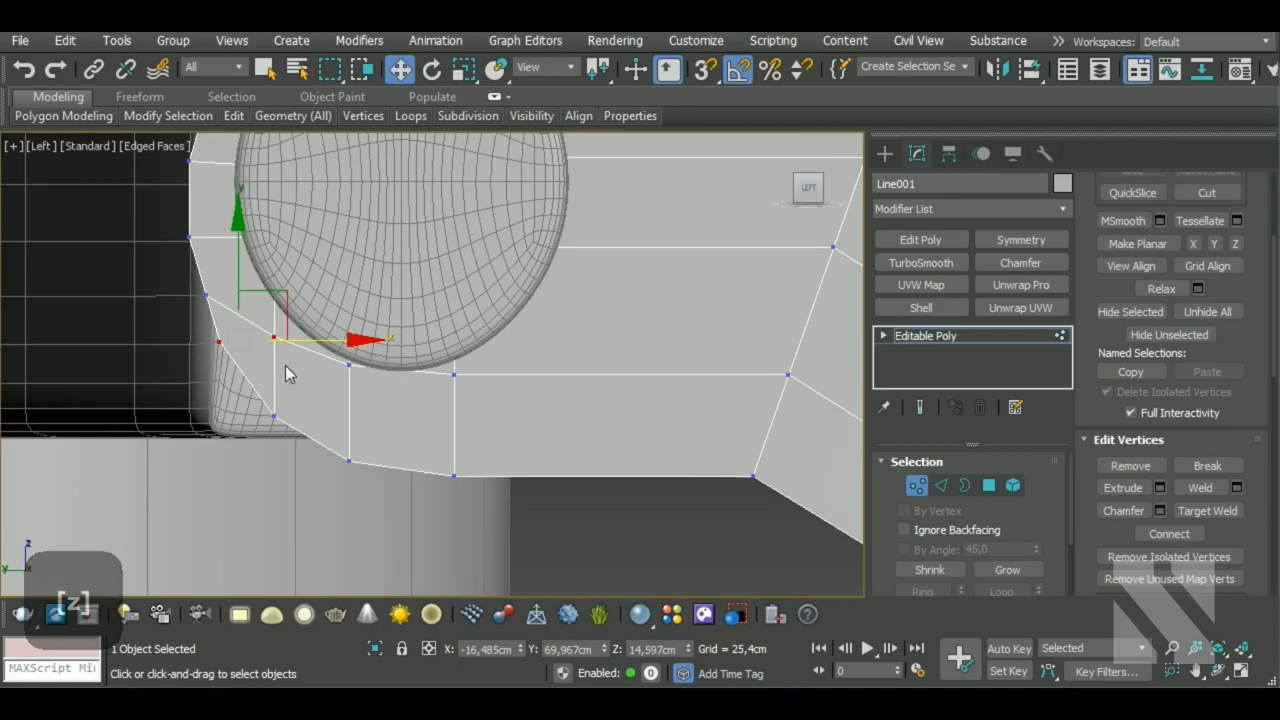 File Edit Tools Group Views Create Modifiers Animation Graph Editors Rendering Customize Scripting Content Civil View Substance Workspaces: Default
All View Create Selection Se
Modeling Freeform Selection Object Paint Populate
Polygon Modeling Modify Selection Edit Geometry (All) Vertices Loops Subdivision Visibility Align Properties
[+] [Left] [Standard] [Edged Faces]
LEFT
y
x
z
y
x
[z]
Line001
Modifier List
Edit Poly Symmetry
TurboSmooth Chamfer
UVW Map Unwrap Pro
Shell Unwrap UVW
Editable Poly
Selection
By Vertex
Ignore Backfacing
By Angle: 45,0
Shrink Grow
Ring Loop
QuickSlice Cut
MSmooth Tessellate
Make Planar X Y Z
View Align Grid Align
Relax
Hide Selected Unhide All
Hide Unselected
Named Selections:
Copy Paste
Delete Isolated Vertices
Full Interactivity
Edit Vertices
Remove Break
Extrude Weld
Chamfer Target Weld
Connect
Remove Isolated Vertices
Remove Unused Map Verts
1 Object Selected X: -16,485cm Y: 69,967cm Z: 14,597cm Grid = 25,4cm Auto Key Selected
MAXScript Mi Click or click-and-drag to select objects Enabled: 0 Add Time Tag 0 Set Key Key Filters...